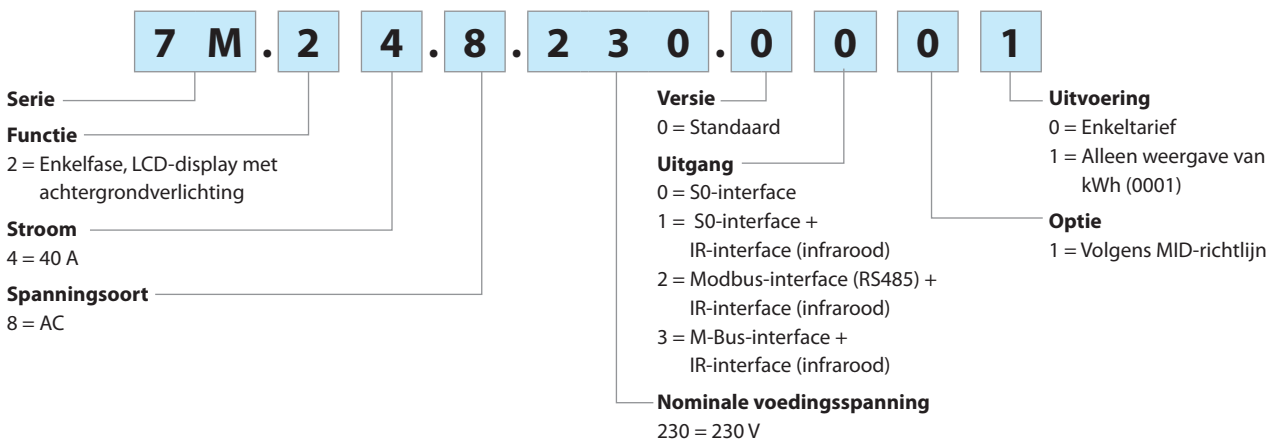 7 M . 2 4 . 8 . 2 3 0 . 0 0 0 1
Serie
Functie
2 = Enkelfase, LCD-display met
achtergrondverlichting
Stroom
4 = 40 A
Spanningsoort
8 = AC
Versie
0 = Standaard
Uitgang
0 = S0-interface
1 = S0-interface +
IR-interface (infrarood)
2 = Modbus-interface (RS485) +
IR-interface (infrarood)
3 = M-Bus-interface +
IR-interface (infrarood)
Nominale voedingsspanning
230 = 230 V
Uitvoering
0 = Enkeltarief
1 = Alleen weergave van
kWh (0001)
Optie
1 = Volgens MID-richtlijn